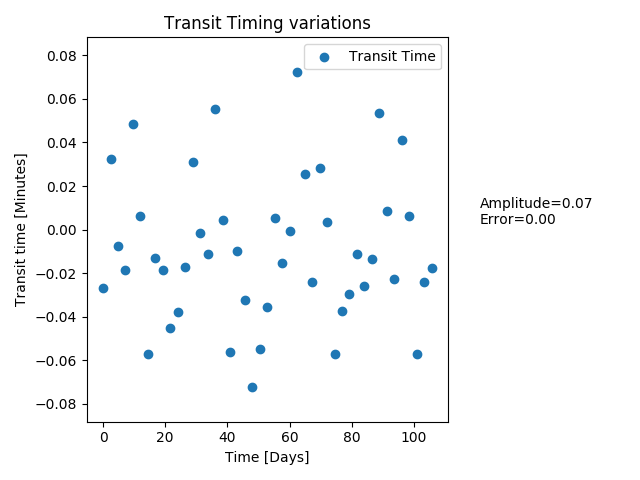 Transit Timing variations
Transit Time
0.08
0.06
0.04
0.02
0.00
−0.02
−0.04
−0.06
−0.08
Transit time [Minutes]
0
20
40
60
80
100
Time [Days]
Amplitude=0.07
Error=0.00